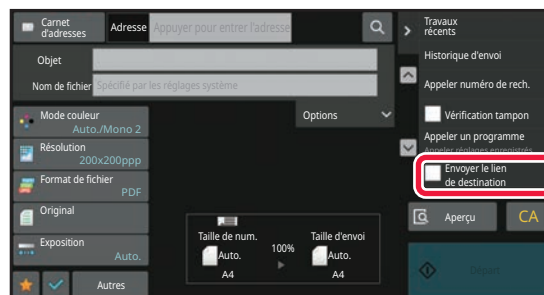 Carnet
d'adresses
Adresse
Appuyer pour entrer l'adresse
Objet
Nom de fichier
Spécifié par les réglages système
Mode couleur
Auto./Mono 2
Résolution
200x200ppp
Format de fichier
PDF
Original
Exposition
Auto.
Autres
Options
Taille de num.
Auto.
A4
100%
Taille d'envoi
Auto.
A4
Travaux
récents
Historique d'envoi
Appeler numéro de rech.
Vérification tampon
Appeler un programme
Appeler réglages enregistrés
Envoyer le lien
de destination
Aperçu
CA
Départ